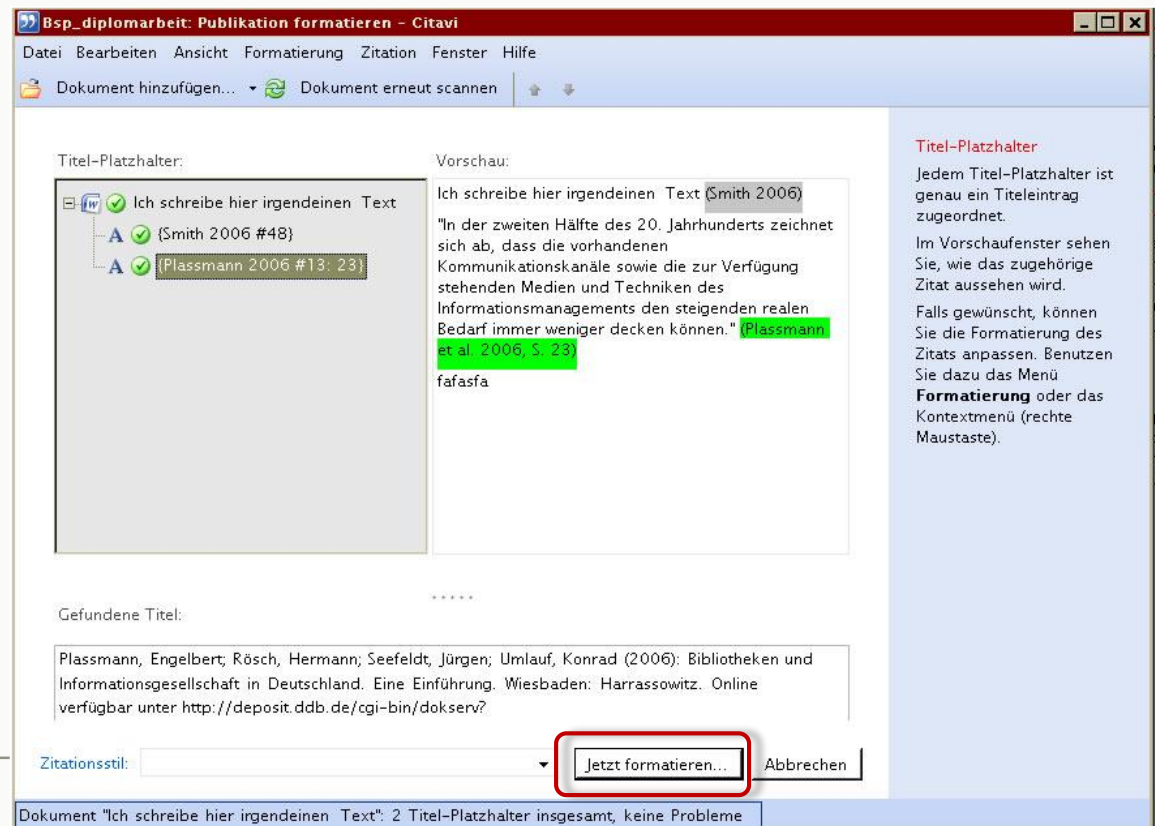 Bsp_diplomarbeit: Publikation formatieren - Citavi
Datei Bearbeiten Ansicht Formatierung Zitation Fenster Hilfe
Dokument hinzufügen... Dokument erneut scannen
Titel-Platzhalter:
Ich schreibe hier irgendeinen Text
A {Smith 2006 #48}
A {Plassmann 2006 #13: 23}
Vorschau:
Ich schreibe hier irgendeinen Text (Smith 2006)
"In der zweiten Hälfte des 20. Jahrhunderts zeichnet
sich ab, dass die vorhandenen
Kommunikationskanäle sowie die zur Verfügung
stehenden Medien und Techniken des
Informationsmanagements den steigenden realen
Bedarf immer weniger decken können." (Plassmann
et al. 2006, S. 23)
fafasfa
Titel-Platzhalter
Jedem Titel-Platzhalter ist
genau ein Titeleintrag
zugeordnet.
Im Vorschaufenster sehen
Sie, wie das zugehörige
Zitat aussehen wird.
Falls gewünscht, können
Sie die Formatierung des
Zitats anpassen. Benutzen
Sie dazu das Menü
Formatierung oder das
Kontextmenü (rechte
Maustaste).
Gefundene Titel:
Plassmann, Engelbert; Rösch, Hermann; Seefeldt, Jürgen; Umlauf, Konrad (2006): Bibliotheken und
Informationsgesellschaft in Deutschland. Eine Einführung. Wiesbaden: Harrassowitz. Online
verfügbar unter http://deposit.ddb.de/cgi-bin/dokserv?
Zitationsstil: Jetzt formatieren... Abbrechen
Dokument "Ich schreibe hier irgendeinen Text": 2 Titel-Platzhalter insgesamt, keine Probleme